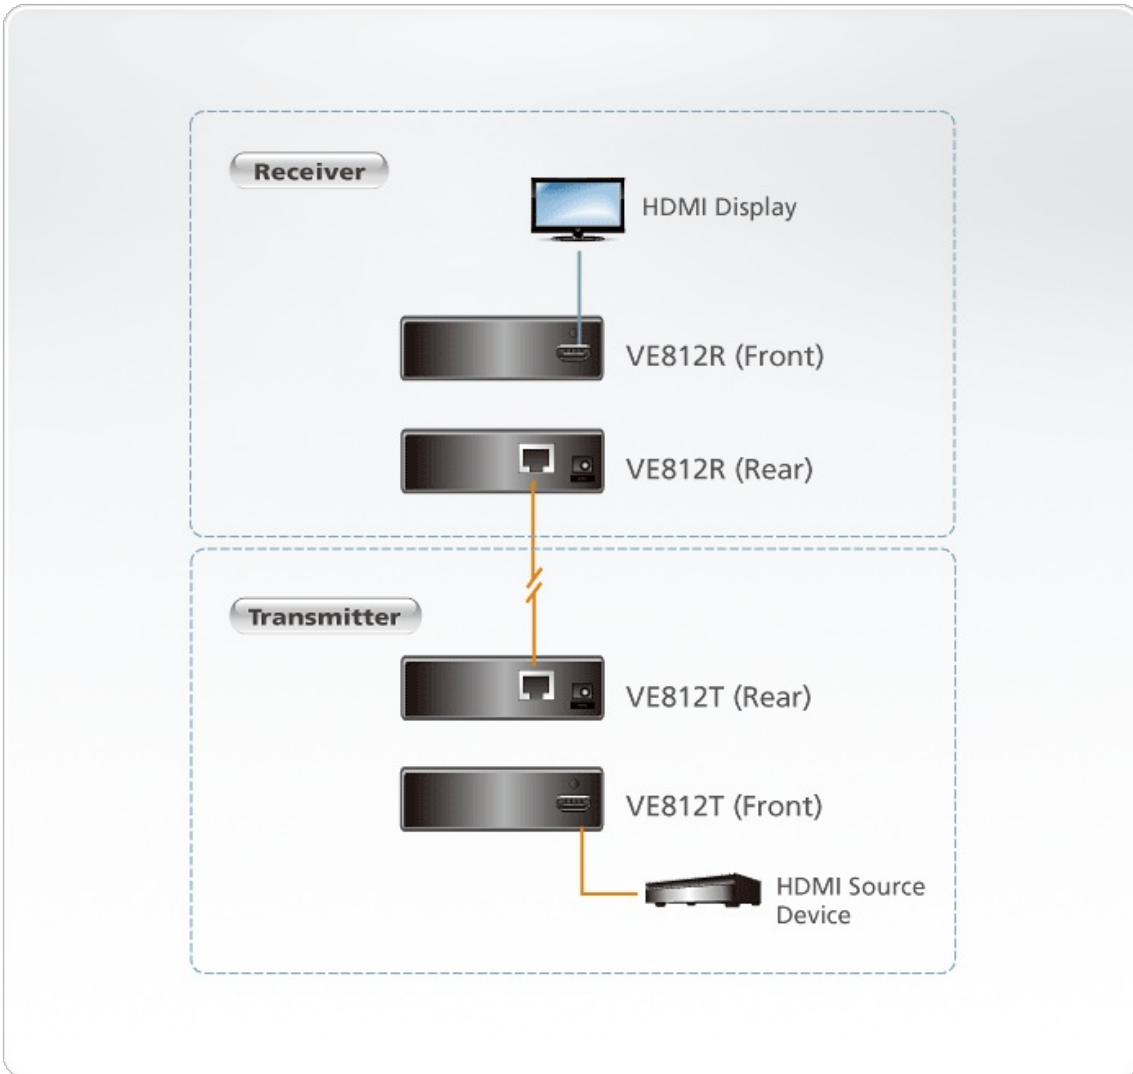 Receiver
HDMI Display
VE812R (Front)
VE812R (Rear)
Transmitter
VE812T (Rear)
VE812T (Front)
HDMI Source
Device